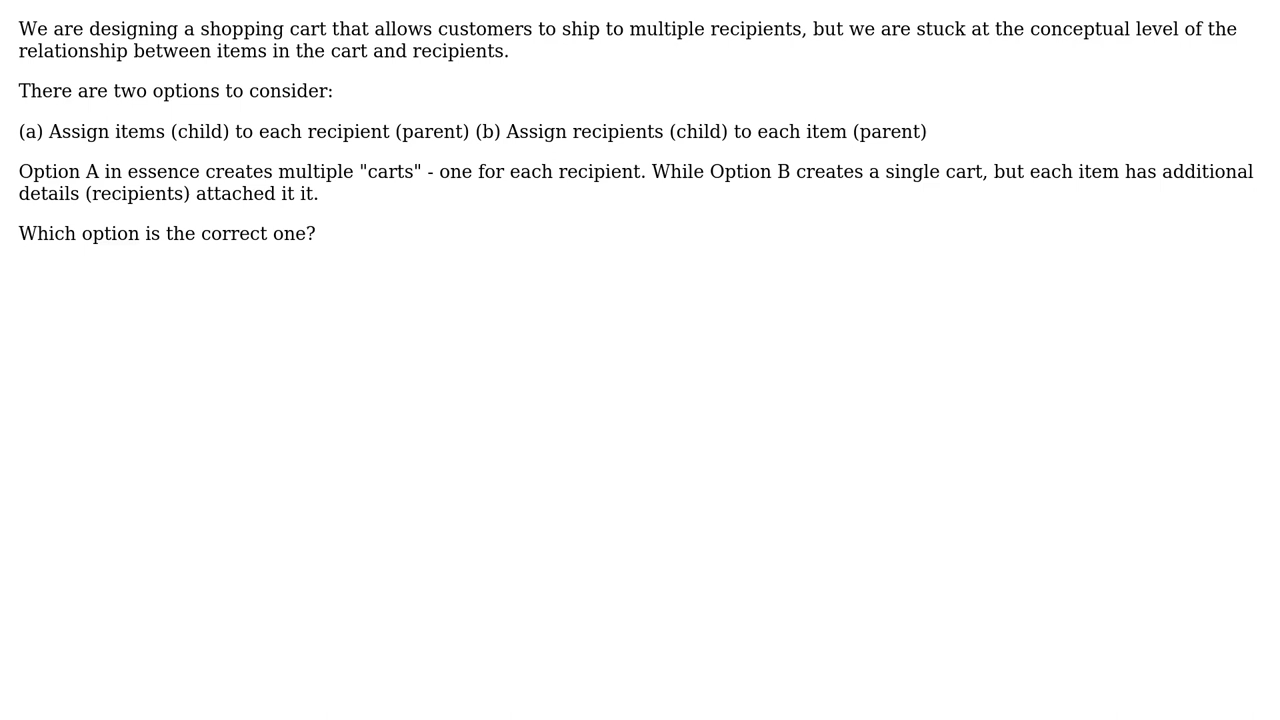 We are designing a shopping cart that allows customers to ship to multiple recipients, but we are stuck at the conceptual level of the
relationship between items in the cart and recipients.
There are two options to consider:
(a) Assign items (child) to each recipient (parent) (b) Assign recipients (child) to each item (parent)
Option A in essence creates multiple "carts" - one for each recipient. While Option B creates a single cart, but each item has additional
details (recipients) attached it it.
Which option is the correct one?